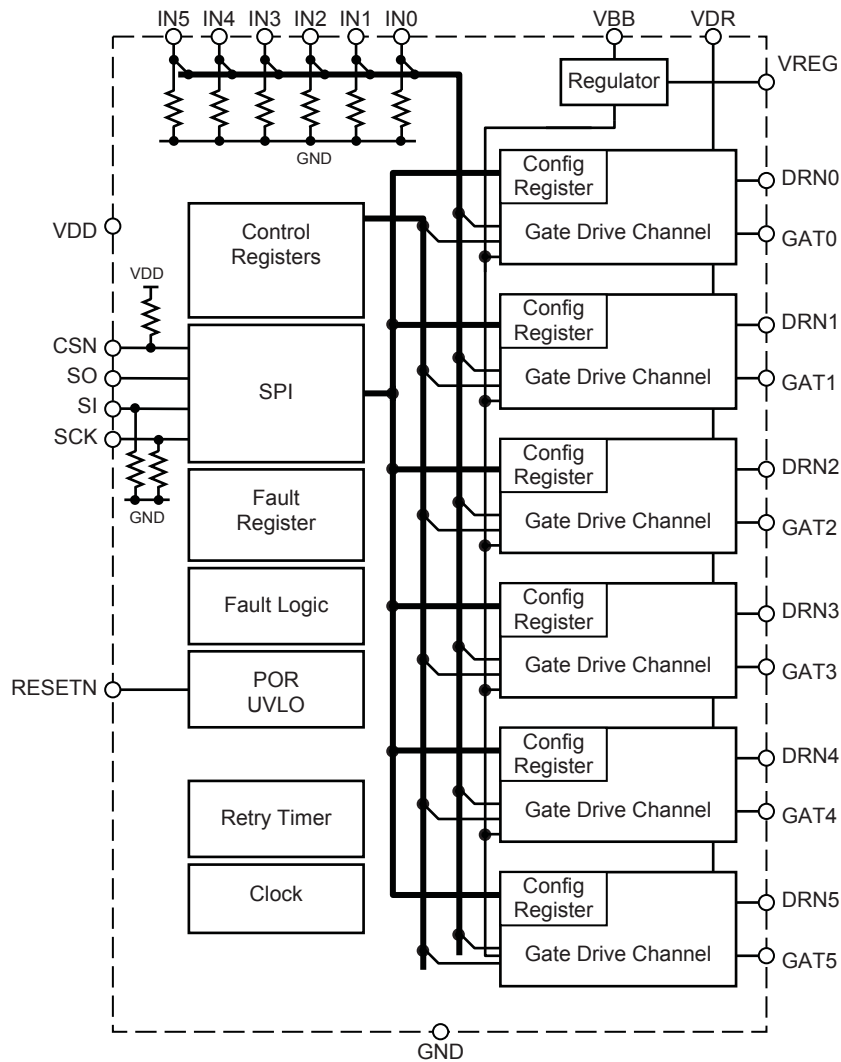 IN5 IN4 IN3 IN2 IN1 IN0
VBB VDR
Regulator
VREG
GND
Config
Register
Gate Drive Channel
DRN0
GAT0
VDD
Control
Registers
VDD
CSN
SO
SI
SCK
SPI
GND
Config
Register
Gate Drive Channel
DRN1
GAT1
Fault
Register
Config
Register
Gate Drive Channel
DRN2
GAT2
Fault Logic
Config
Register
Gate Drive Channel
DRN3
GAT3
RESETN
POR
UVLO
Config
Register
Gate Drive Channel
DRN4
GAT4
Retry Timer
Clock
Config
Register
Gate Drive Channel
DRN5
GAT5
GND